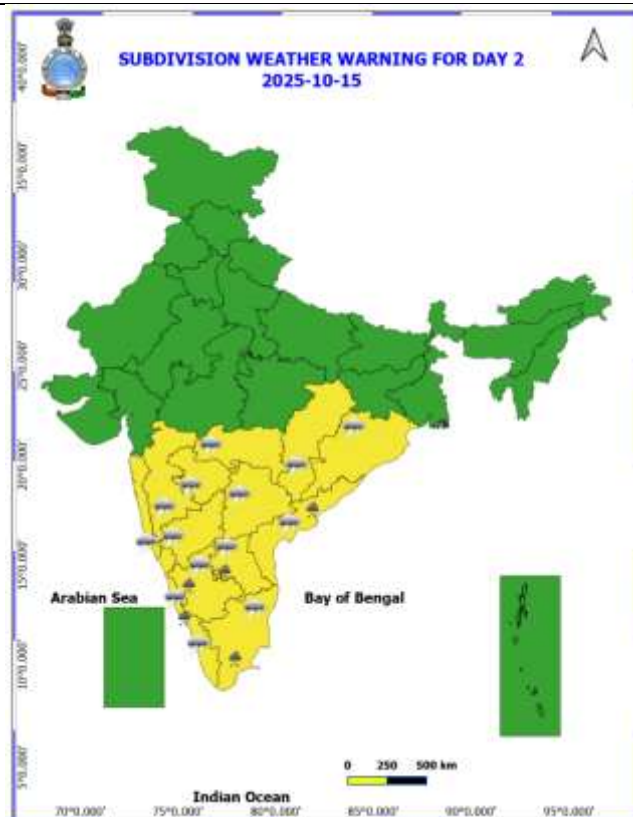 SUBDIVISION WEATHER WARNING FOR DAY 2
2025-10-15
40°0.000'
35°0.000'
30°0.000'
25°0.000'
20°0.000'
15°0.000'
10°0.000'
5°0.000'
Arabian Sea
Bay of Bengal
0 250 500 km
Indian Ocean
70°0.000' 75°0.000' 80°0.000' 85°0.000' 90°0.000' 95°0.000'